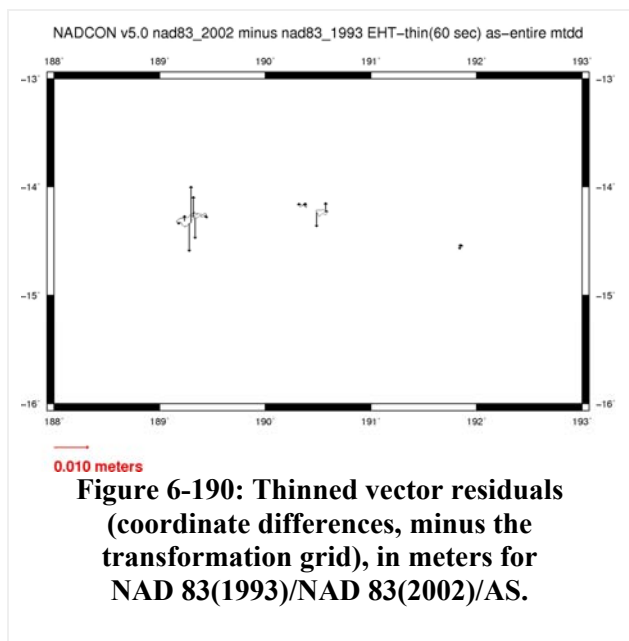 NADCON v5.0 nad83_2002 minus nad83_1993 EHT-thin(60 sec) as-entire mtdd
188˚ 189˚ 190˚ 191˚ 192˚ 193˚
-13˚ -13˚
-14˚ -14˚
-15˚ -15˚
-16˚ -16˚
188˚ 189˚ 190˚ 191˚ 192˚ 193˚
0.010 meters
Figure 6-190: Thinned vector residuals
(coordinate differences, minus the
transformation grid), in meters for
NAD 83(1993)/NAD 83(2002)/AS.